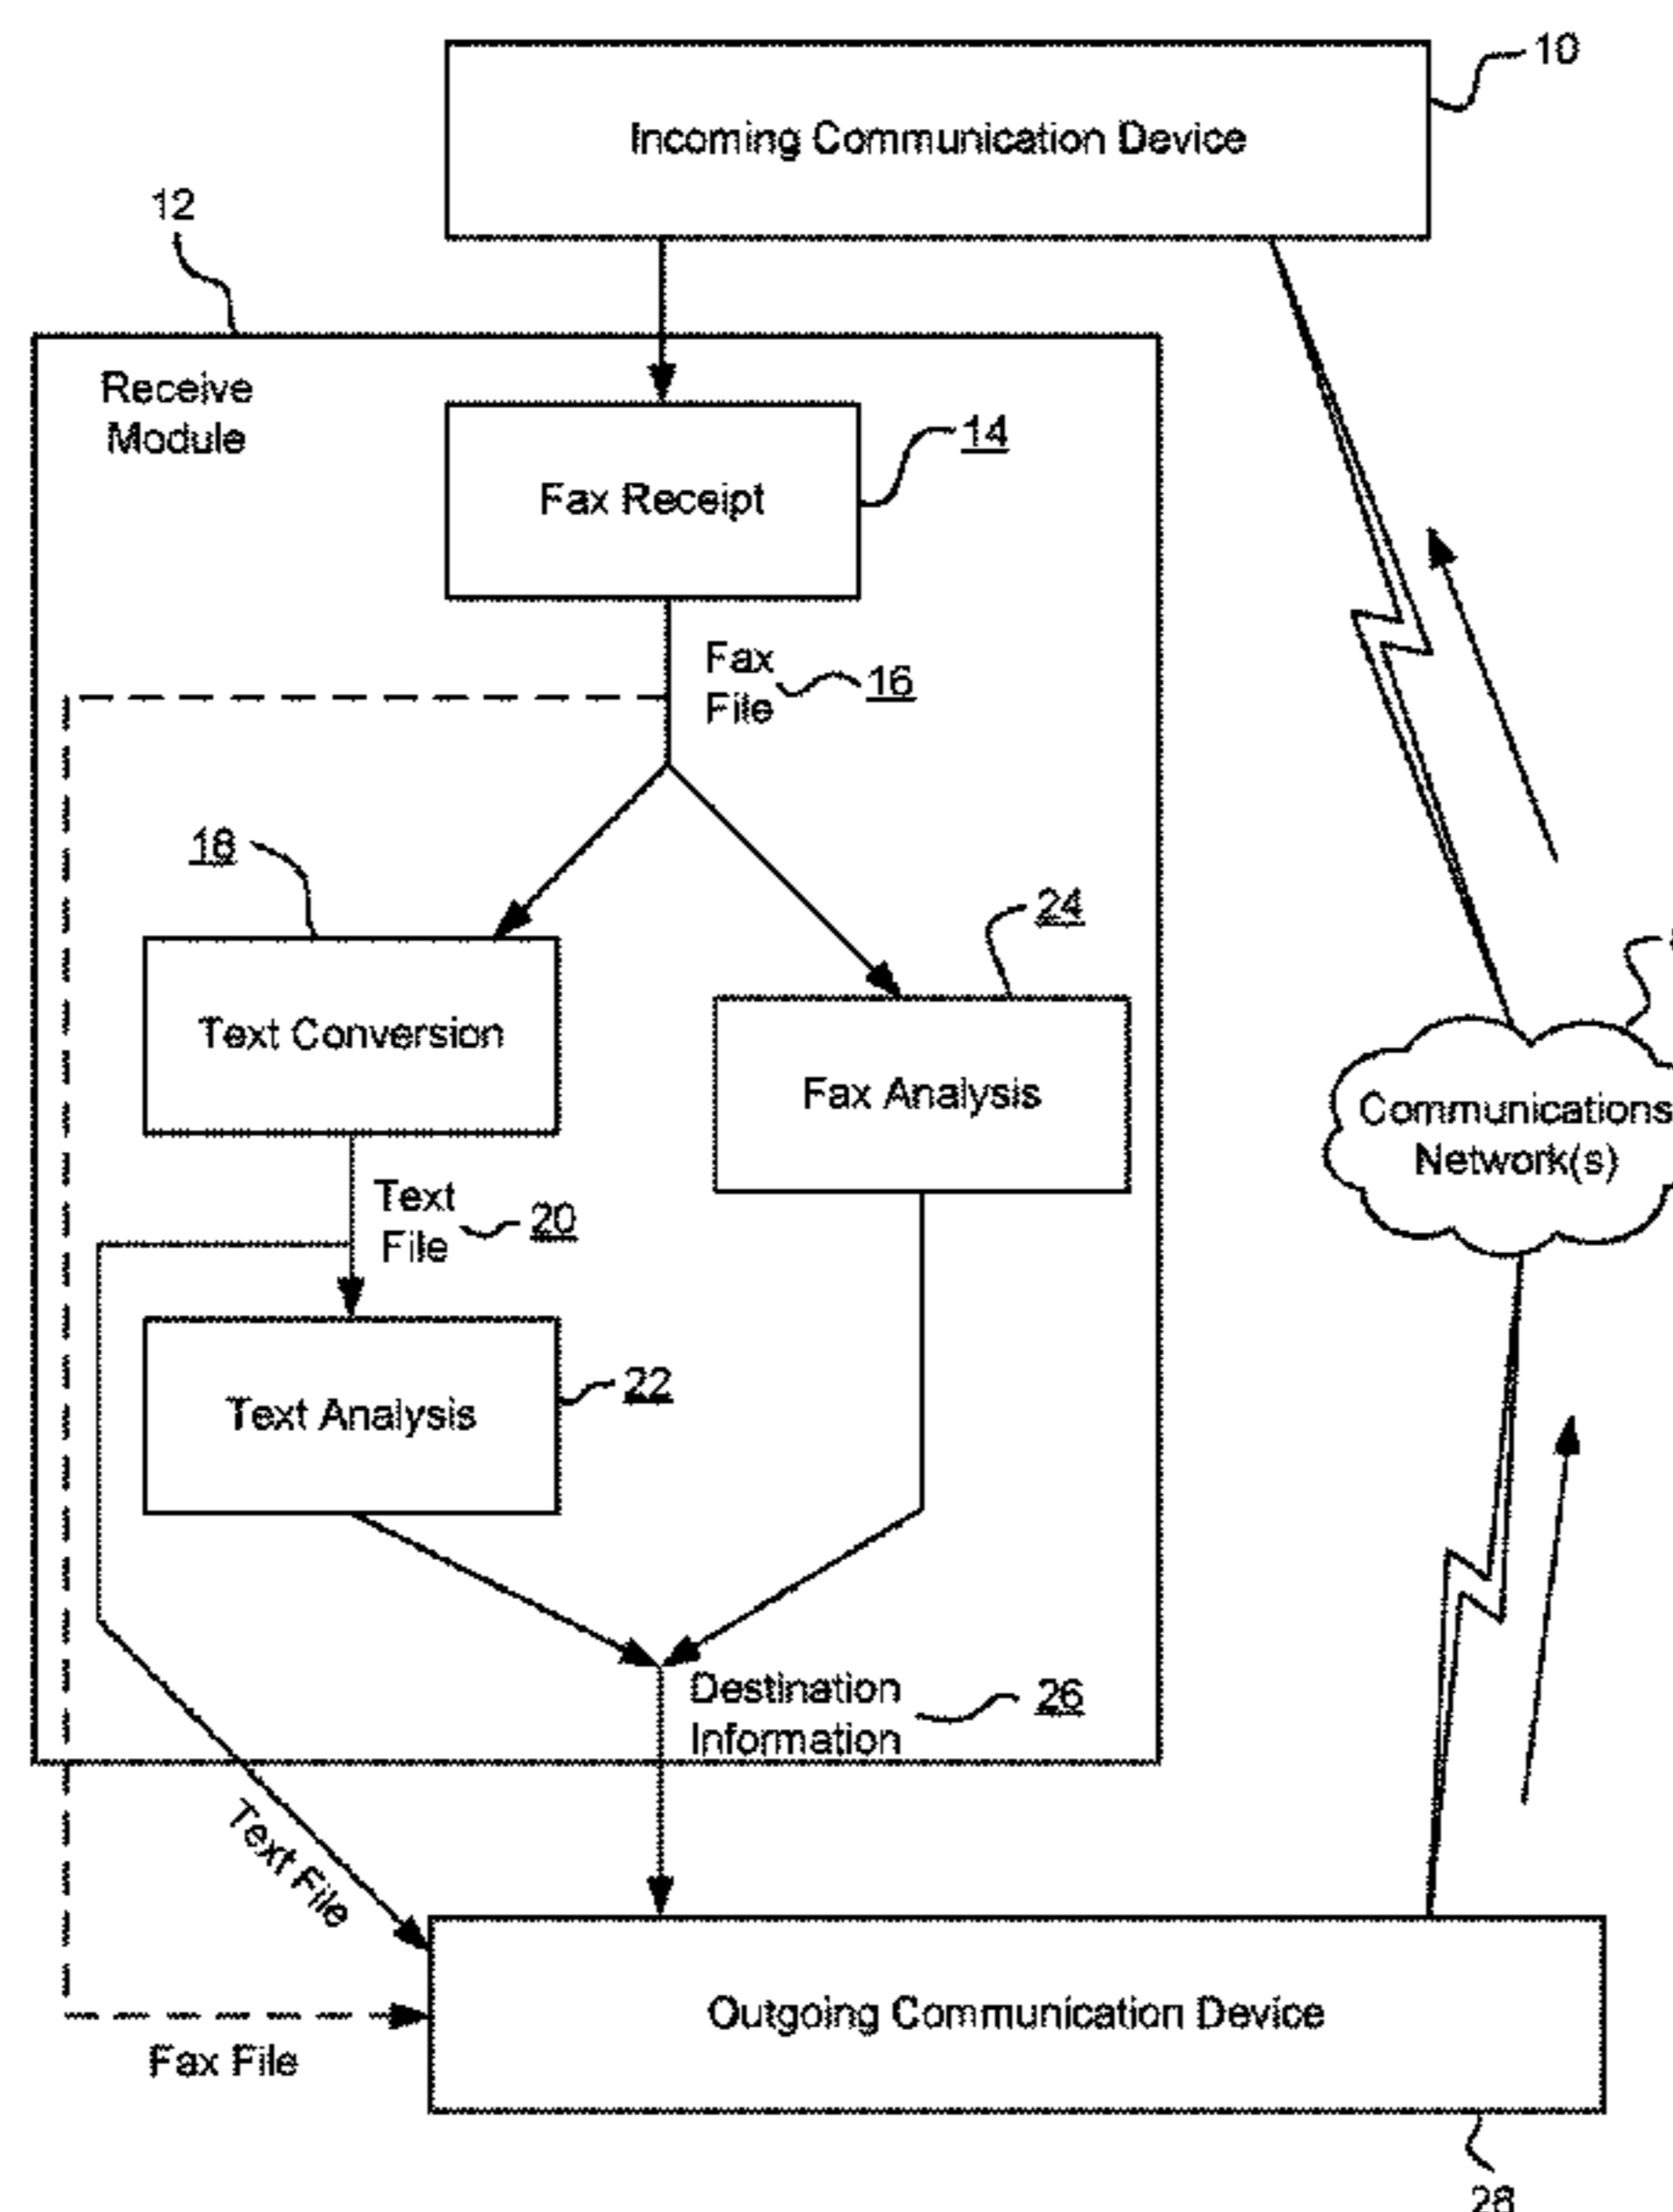 10
Incoming Communication Device
12
Receive
Module
14
Fax Receipt
Fax
File
16
18
24
Text Conversion
Fax Analysis
Communications
Network(s)
Text
File
20
22
Text Analysis
Destination
Information
26
Text File
Outgoing Communication Device
Fax File
28